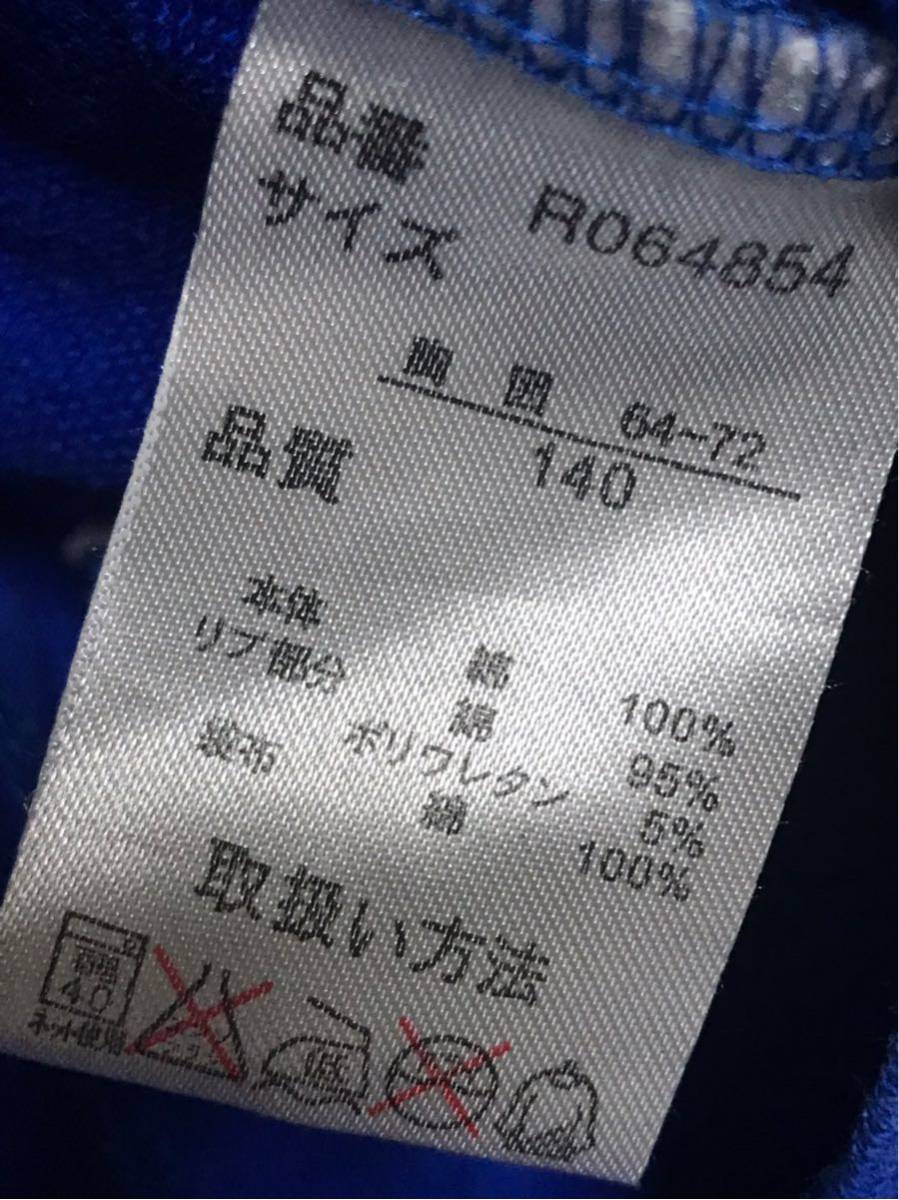 品番 R064854
サイズ
胸囲 64-72
140
品質
本体 綿 100%
リブ部分 綿 95%
ポリウレタン 5%
袋布 綿 100%
取扱い方法
40
ネット使用
低